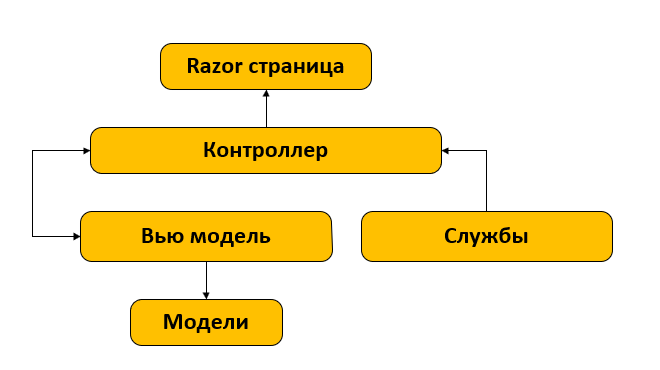 Razor страница
Контроллер
Вью модель
Службы
Модели